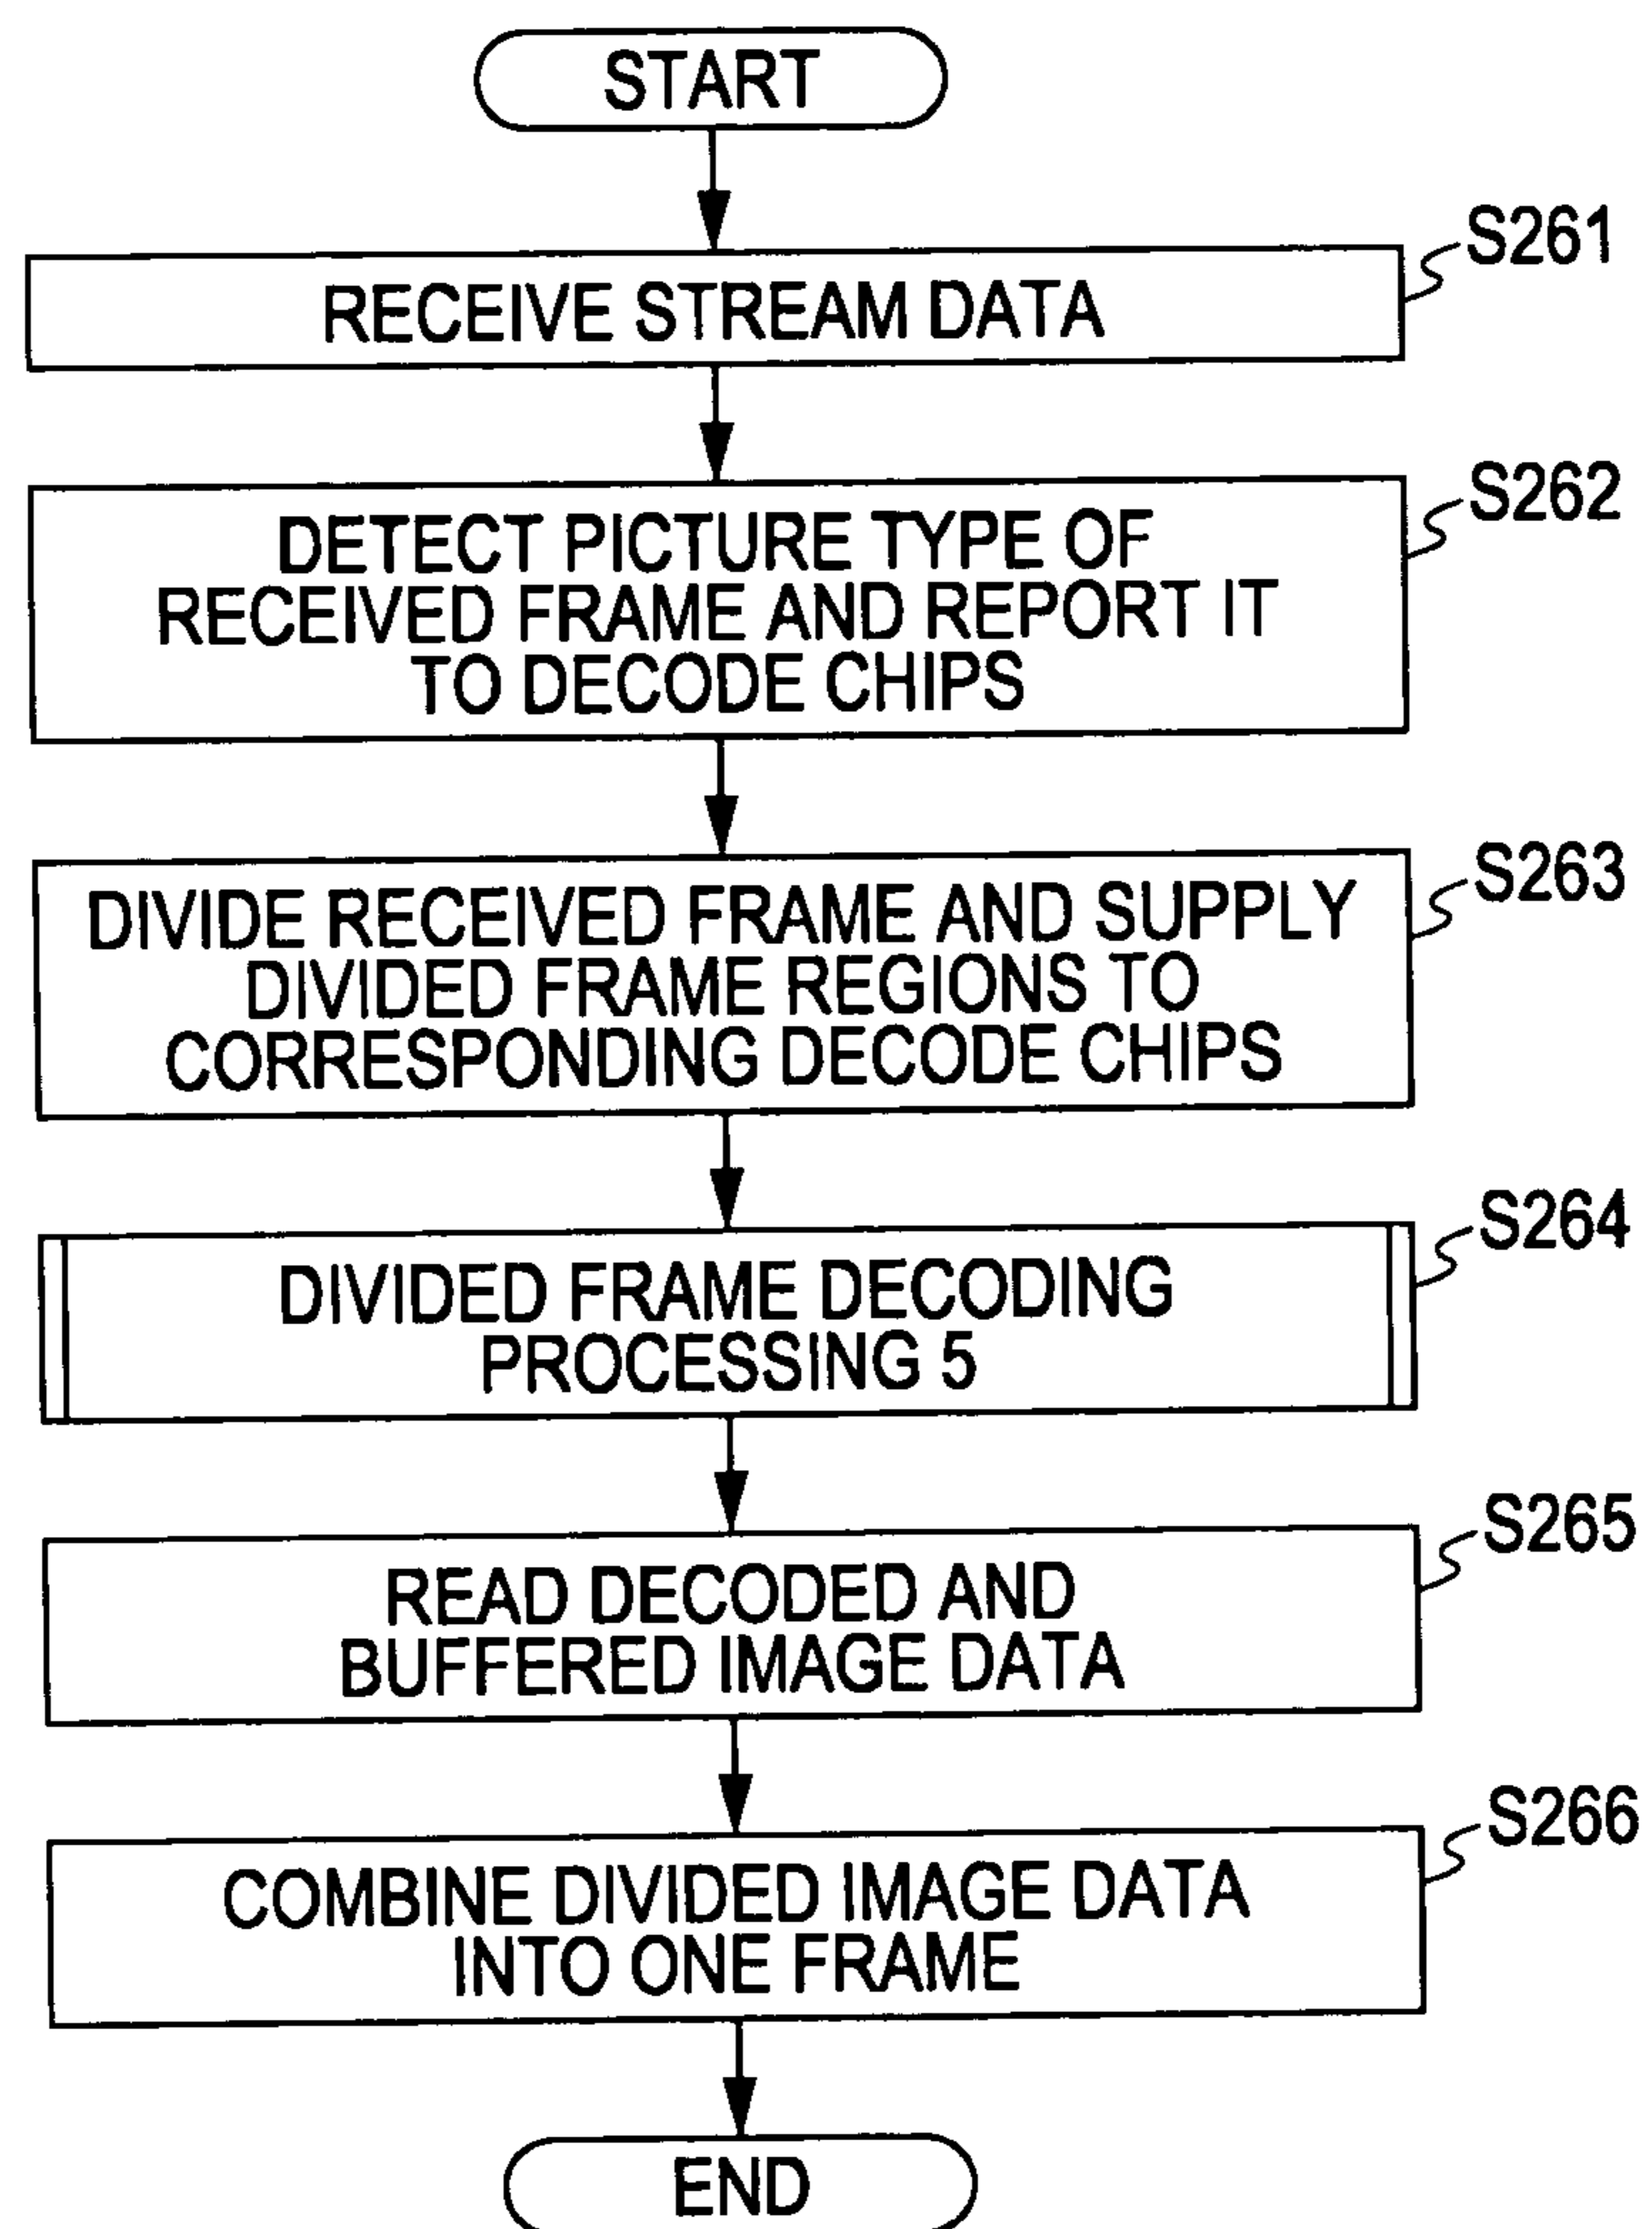 START
S261
RECEIVE STREAM DATA
S262
DETECT PICTURE TYPE OF
RECEIVED FRAME AND REPORT IT
TO DECODE CHIPS
S263
DIVIDE RECEIVED FRAME AND SUPPLY
DIVIDED FRAME REGIONS TO
CORRESPONDING DECODE CHIPS
S264
DIVIDED FRAME DECODING
PROCESSING 5
S265
READ DECODED AND
BUFFERED IMAGE DATA
S266
COMBINE DIVIDED IMAGE DATA
INTO ONE FRAME
END